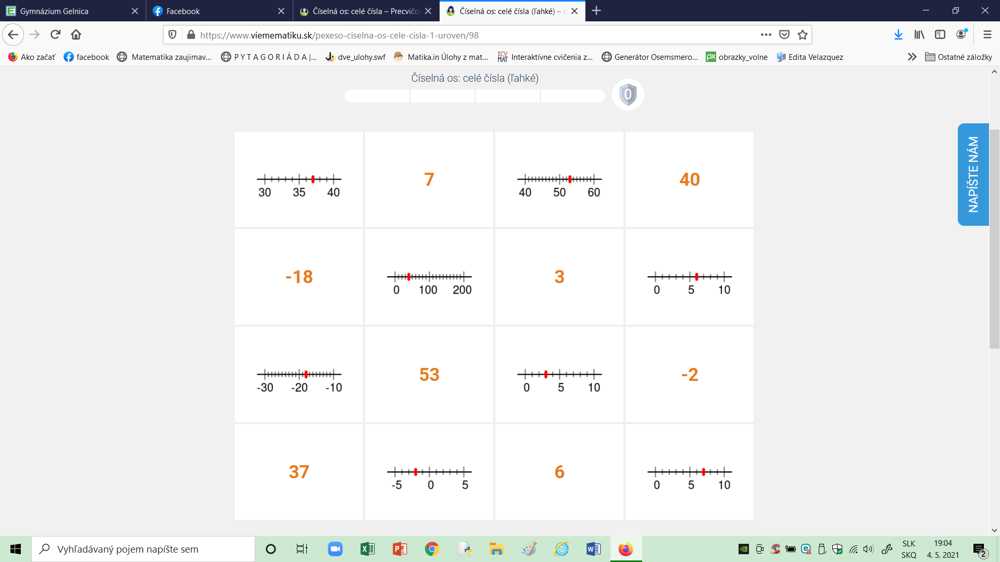 Gymnázium Gelnica
Facebook
Číselná os: celé čísla – Precvičo
Číselná os: celé čísla (ľahké) –
https://www.viemematiku.sk/pexeso-ciselna-os-cele-cisla-1-uroven/98
Ako začať
facebook
Matematika zaujimav...
P Y T A G O R I Á D A |...
dve_ulohy.swf
Matika.in Úlohy z mat...
ICV MAT
Interaktívne cvičenia z...
Generátor Osemsmero...
px
obrazky_volne
Edita Velazquez
Ostatné záložky
Číselná os: celé čísla (ľahké)
0
NAPÍŠTE NÁM
30 35 40
7
40 50 60
40
-18
0 100 200
3
0 5 10
-30 -20 -10
53
0 5 10
-2
37
-5 0 5
6
0 5 10
Vyhľadávaný pojem napíšte sem
SLK
SKQ
19:04
4. 5. 2021
2